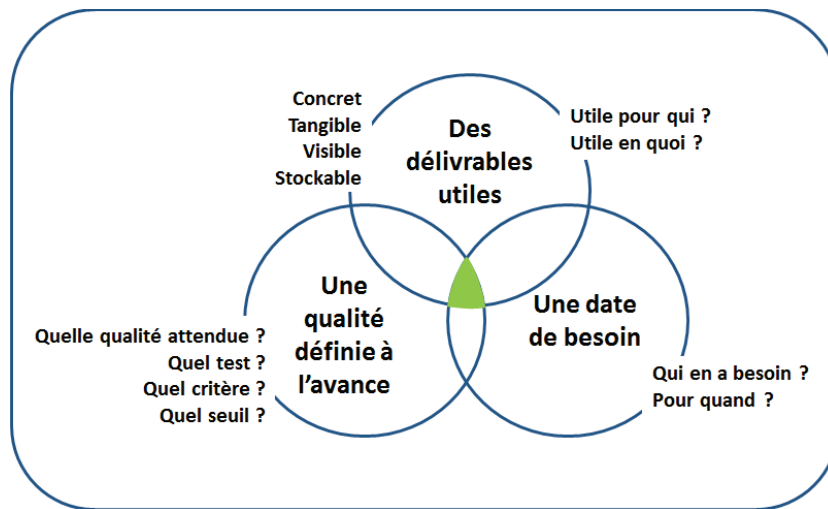 Concret
Tangible
Visible
Stockable
Des
délivrables
utiles
Utile pour qui ?
Utile en quoi ?
Une
qualité
définie à
l'avance
Une date
de besoin
Quelle qualité attendue ?
Quel test ?
Quel critère ?
Quel seuil ?
Qui en a besoin ?
Pour quand ?